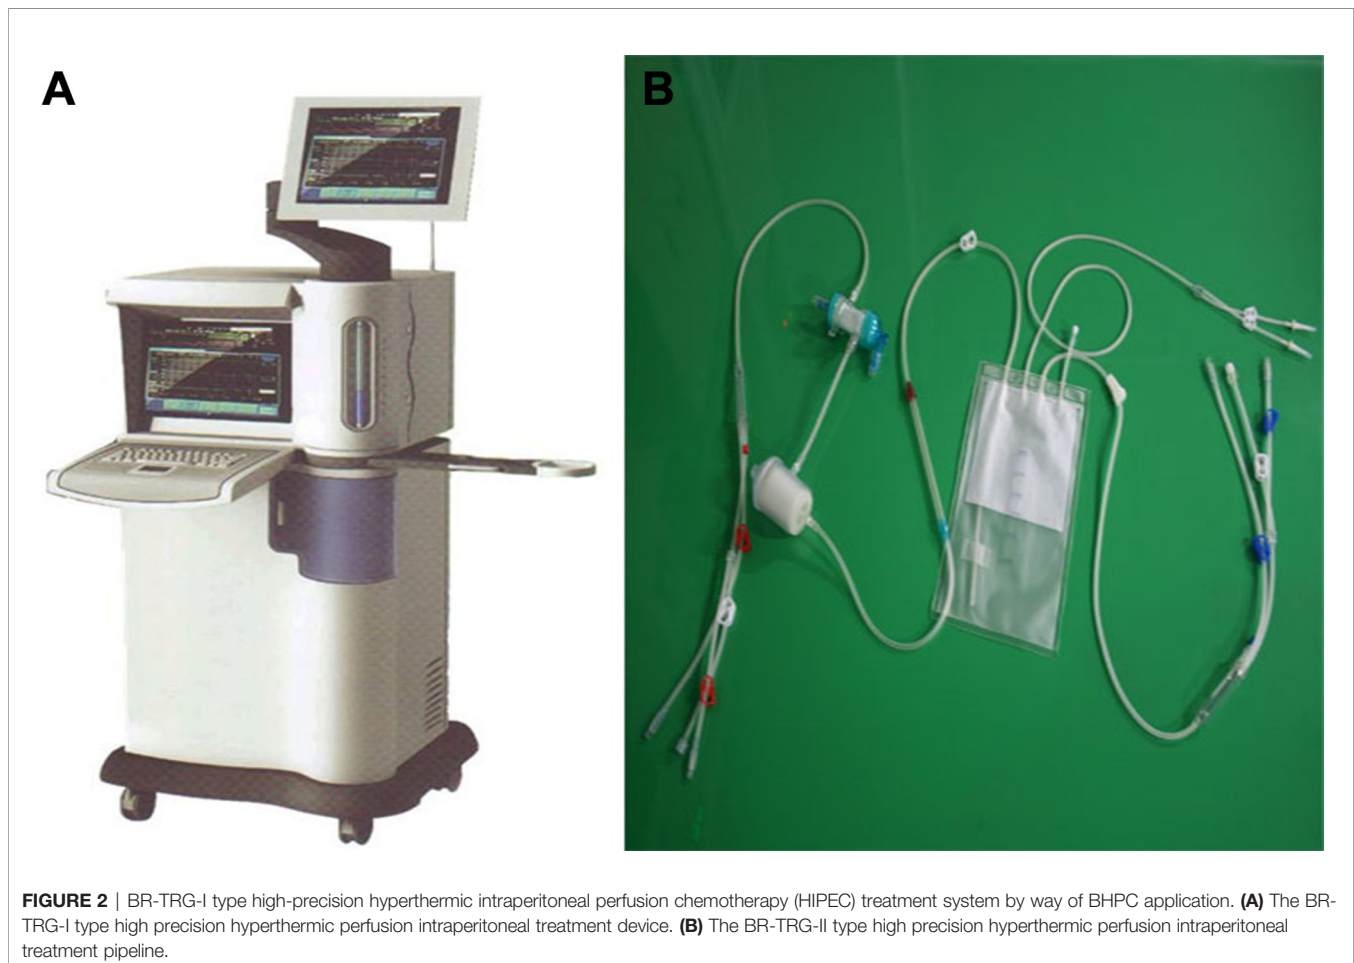 A
B
FIGURE 2 | BR-TRG-I type high-precision hyperthermic intraperitoneal perfusion chemotherapy (HIPEC) treatment system by way of BHPC application. (A) The BR-
TRG-I type high precision hyperthermic perfusion intraperitoneal treatment device. (B) The BR-TRG-II type high precision hyperthermic perfusion intraperitoneal
treatment pipeline.